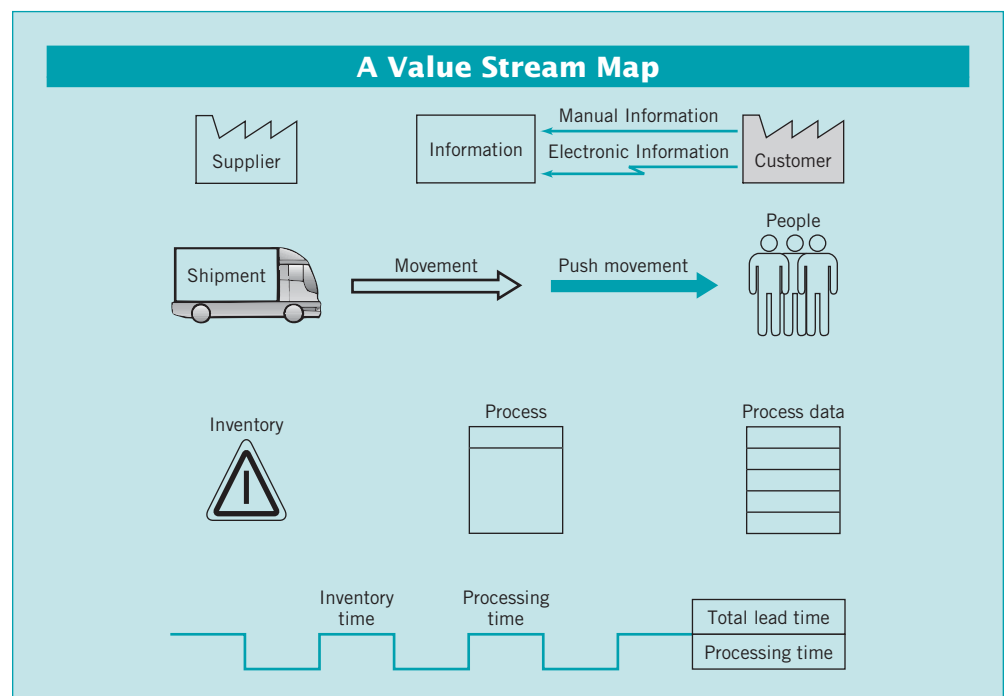 A Value Stream Map
Manual Information
Supplier
Information
Electronic Information
Customer
People
Shipment
Movement
Push movement
Inventory
Process
Process data
I
Inventory
time
Processing
time
Total lead time
Processing time